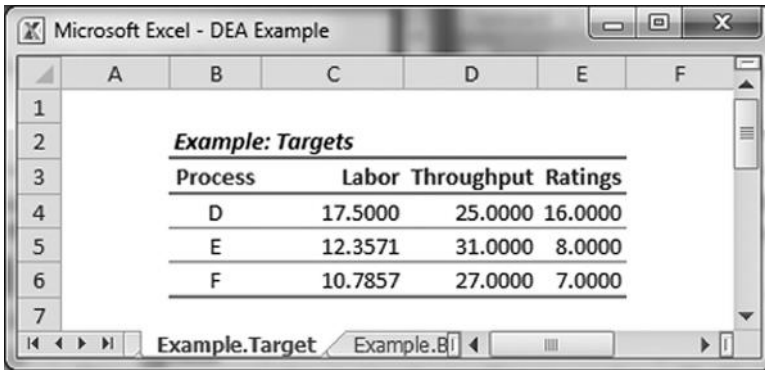 Microsoft Excel - DEA Example
A B C D E F
1
2 Example: Targets
3 Process Labor Throughput Ratings
4 D 17.5000 25.0000 16.0000
5 E 12.3571 31.0000 8.0000
6 F 10.7857 27.0000 7.0000
7
Example.Target Example.B